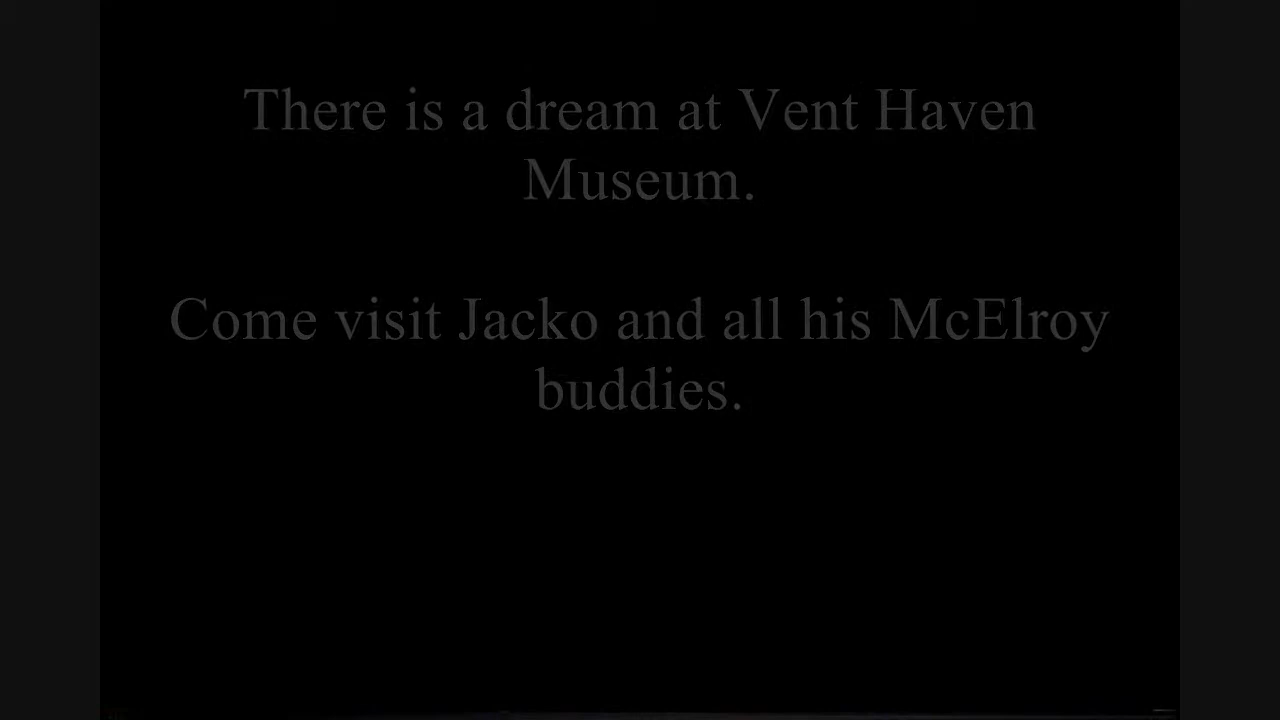 There is a dream at Vent Haven
Museum.
Come visit Jacko and all his McElroy
buddies.